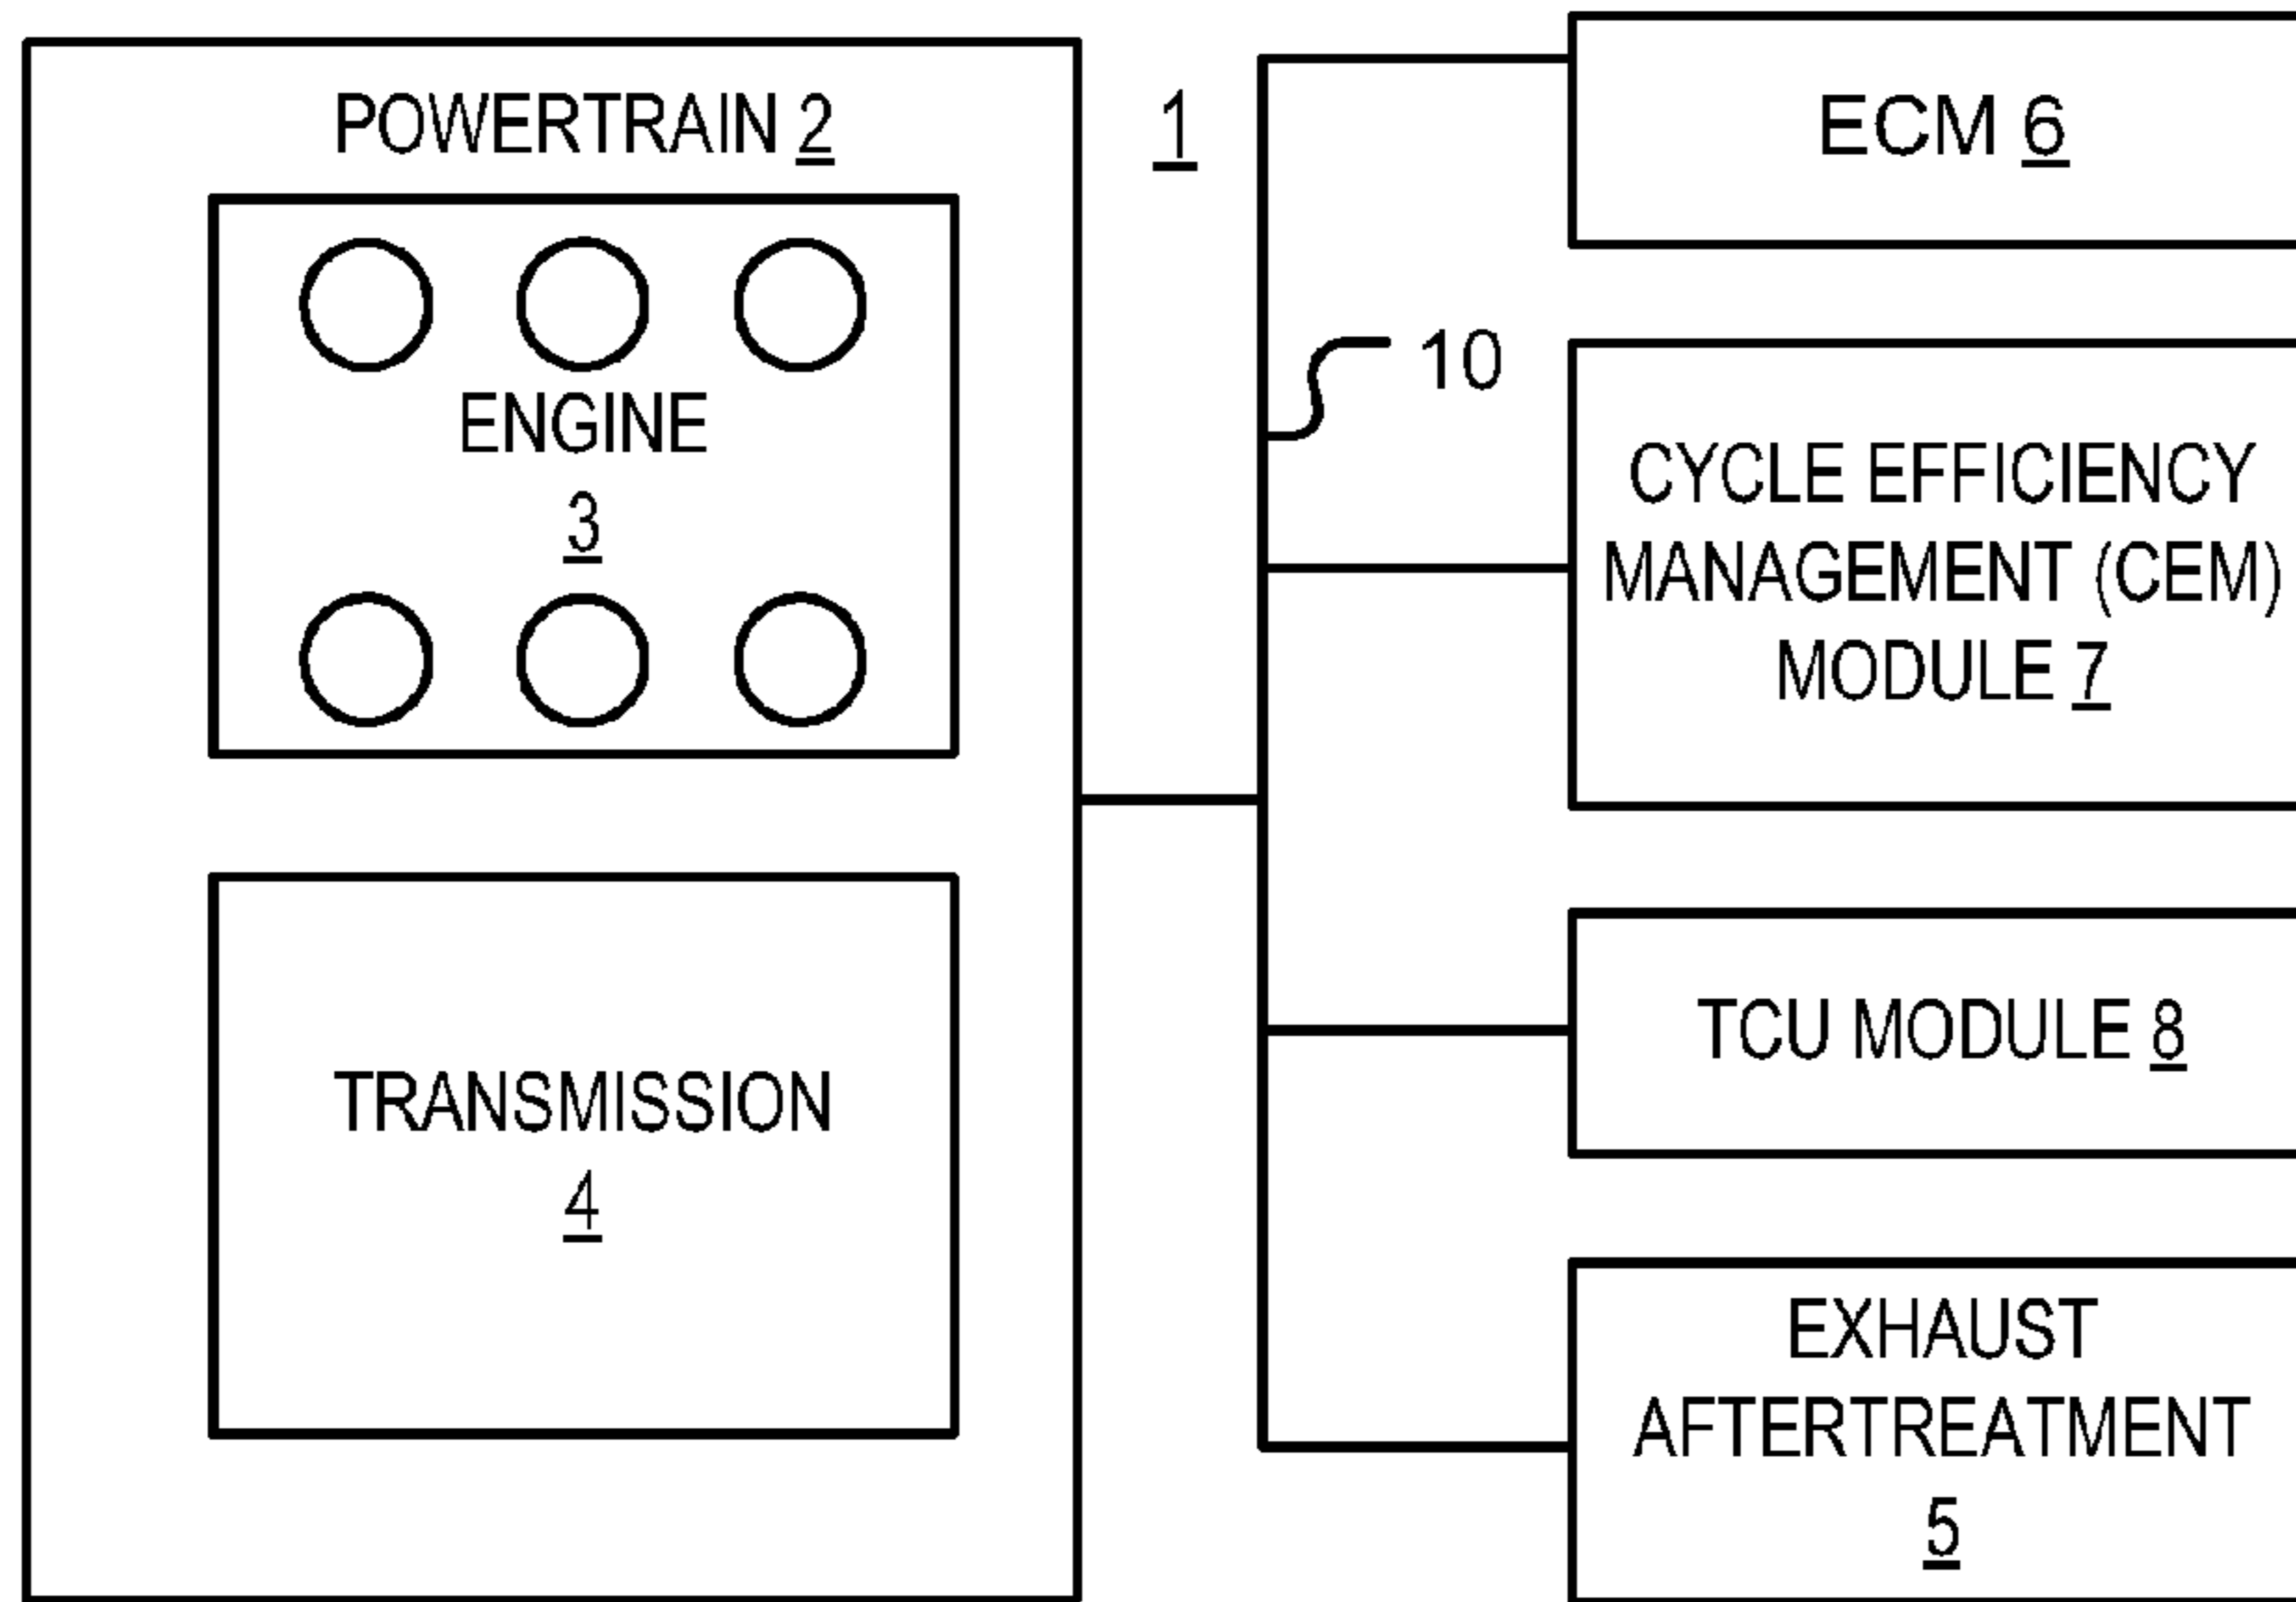 POWERTRAIN 2
ENGINE
3
TRANSMISSION
4
1
10
ECM 6
CYCLE EFFICIENCY
MANAGEMENT (CEM)
MODULE 7
TCU MODULE 8
EXHAUST
AFTERTREATMENT
5